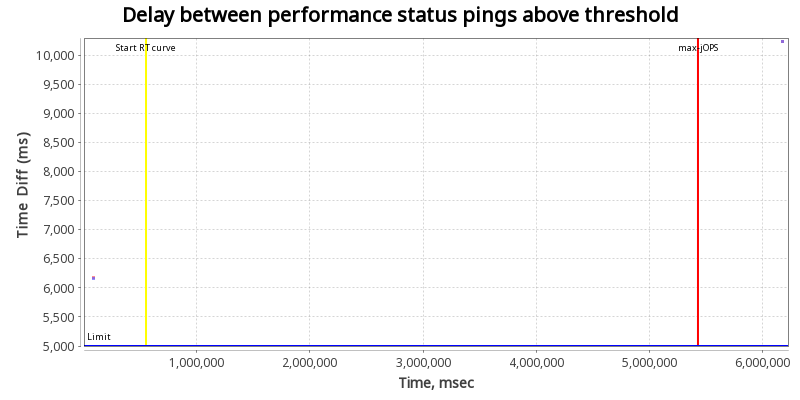 Delay between performance status pings above threshold
Time Diff (ms)
10,000
9,500
9,000
8,500
8,000
7,500
7,000
6,500
6,000
5,500
5,000
Start RT curve
max-jOPS
Limit
1,000,000
2,000,000
3,000,000
4,000,000
5,000,000
6,000,000
Time, msec